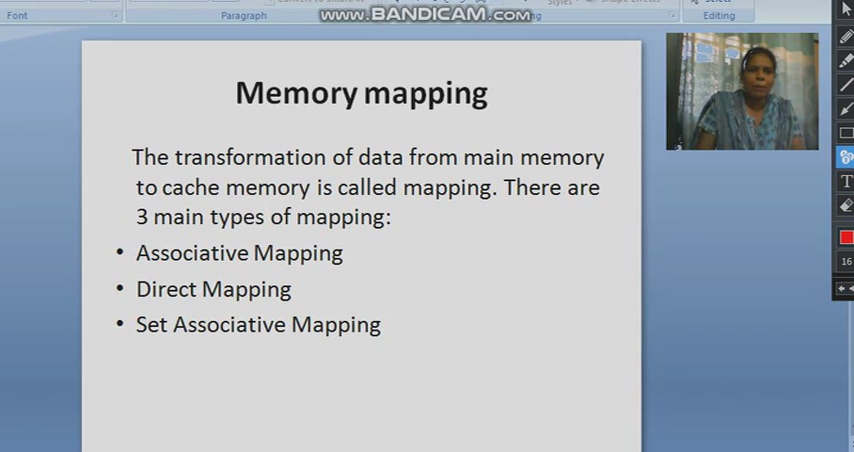 Font
Paragraph
Editing
WWW.BANDICAM.COM
Memory mapping
The transformation of data from main memory
to cache memory is called mapping. There are
3 main types of mapping:
• Associative Mapping
• Direct Mapping
• Set Associative Mapping
T
16